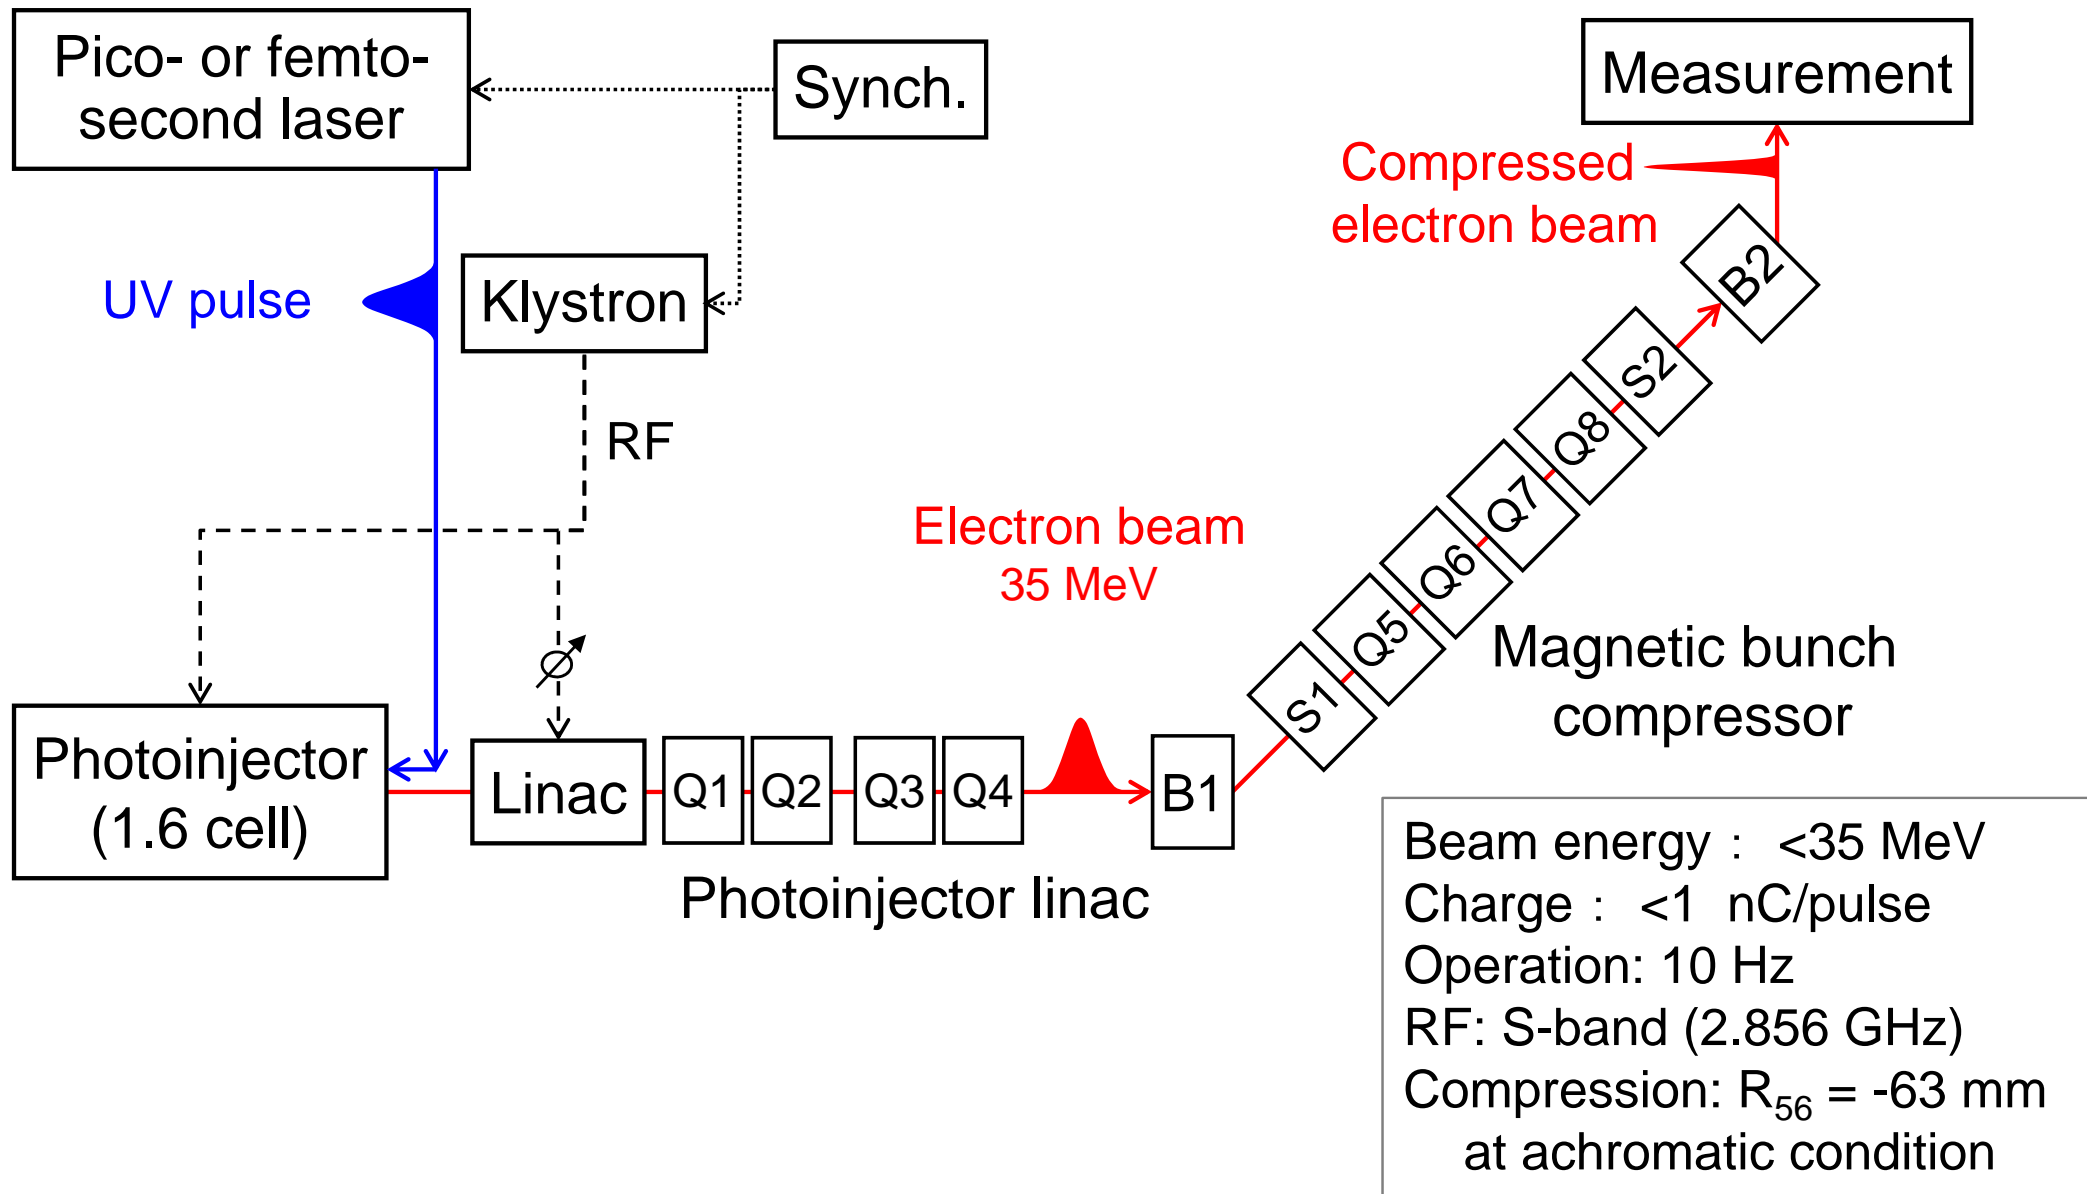 Pico- or femto-
second laser
Synch.
Measurement
Compressed
electron beam
UV pulse
Klystron
B2
RF
S2
Q8
Q7
Electron beam
35 MeV
Q6
Q5
S1
Magnetic bunch
compressor
Photoinjector
(1.6 cell)
Linac
Q1
Q2
Q3
Q4
B1
Photoinjector linac
Beam energy : <35 MeV
Charge : <1 nC/pulse
Operation: 10 Hz
RF: S-band (2.856 GHz)
Compression: R56 = -63 mm
at achromatic condition